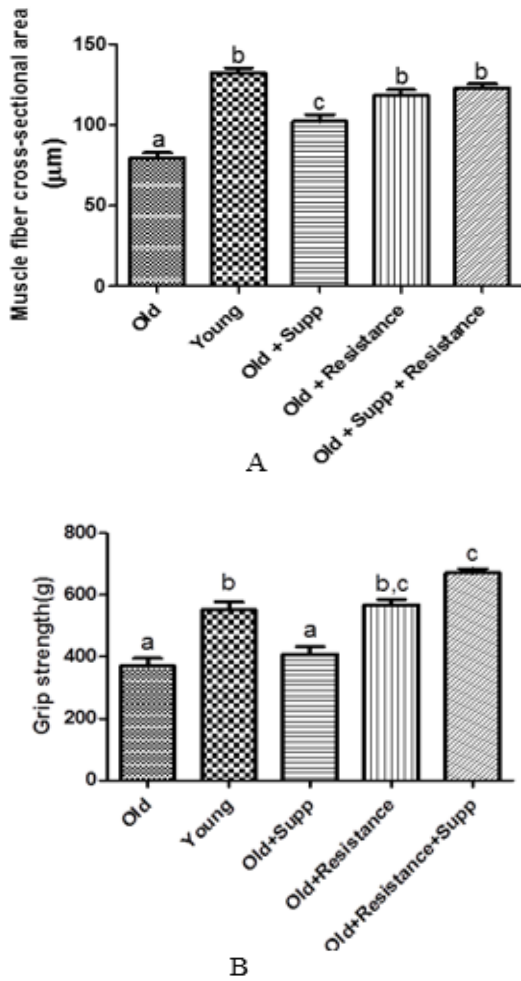 Muscle fiber cross-sectional area
(µm)
150
100
50
0
a
b
c
b
b
Old
Young
Old + Supp
Old + Resistance
Old + Supp + Resistance
A
Grip strength(g)
800
600
400
200
0
a
b
a
b,c
c
Old
Young
Old+Supp
Old+Resistance
Old+Resistance+Supp
B